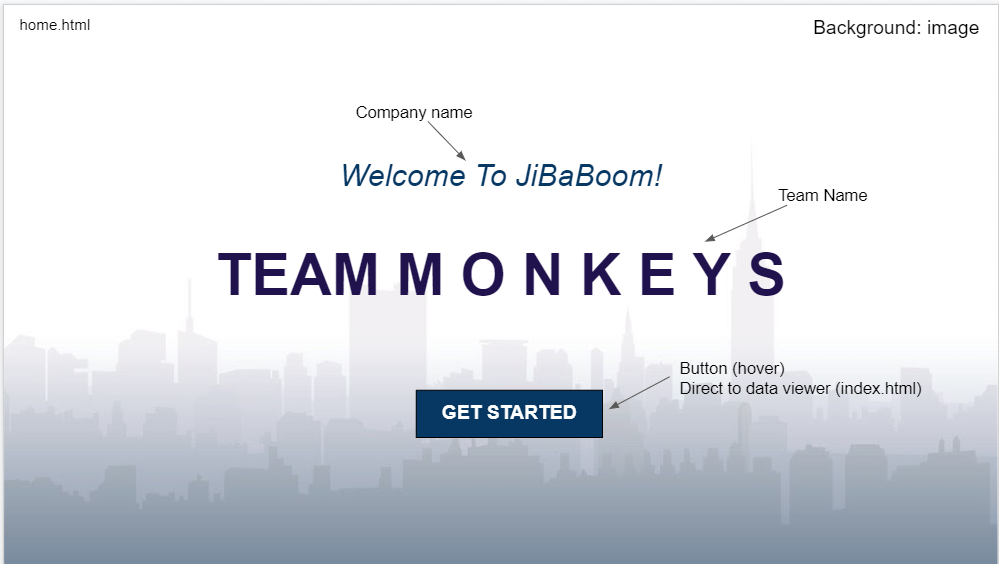 home.html
Background: image
Company name
Welcome To JiBaBoom!
Team Name
TEAM M O N K E Y S
Button (hover)
Direct to data viewer (index.html)
GET STARTED